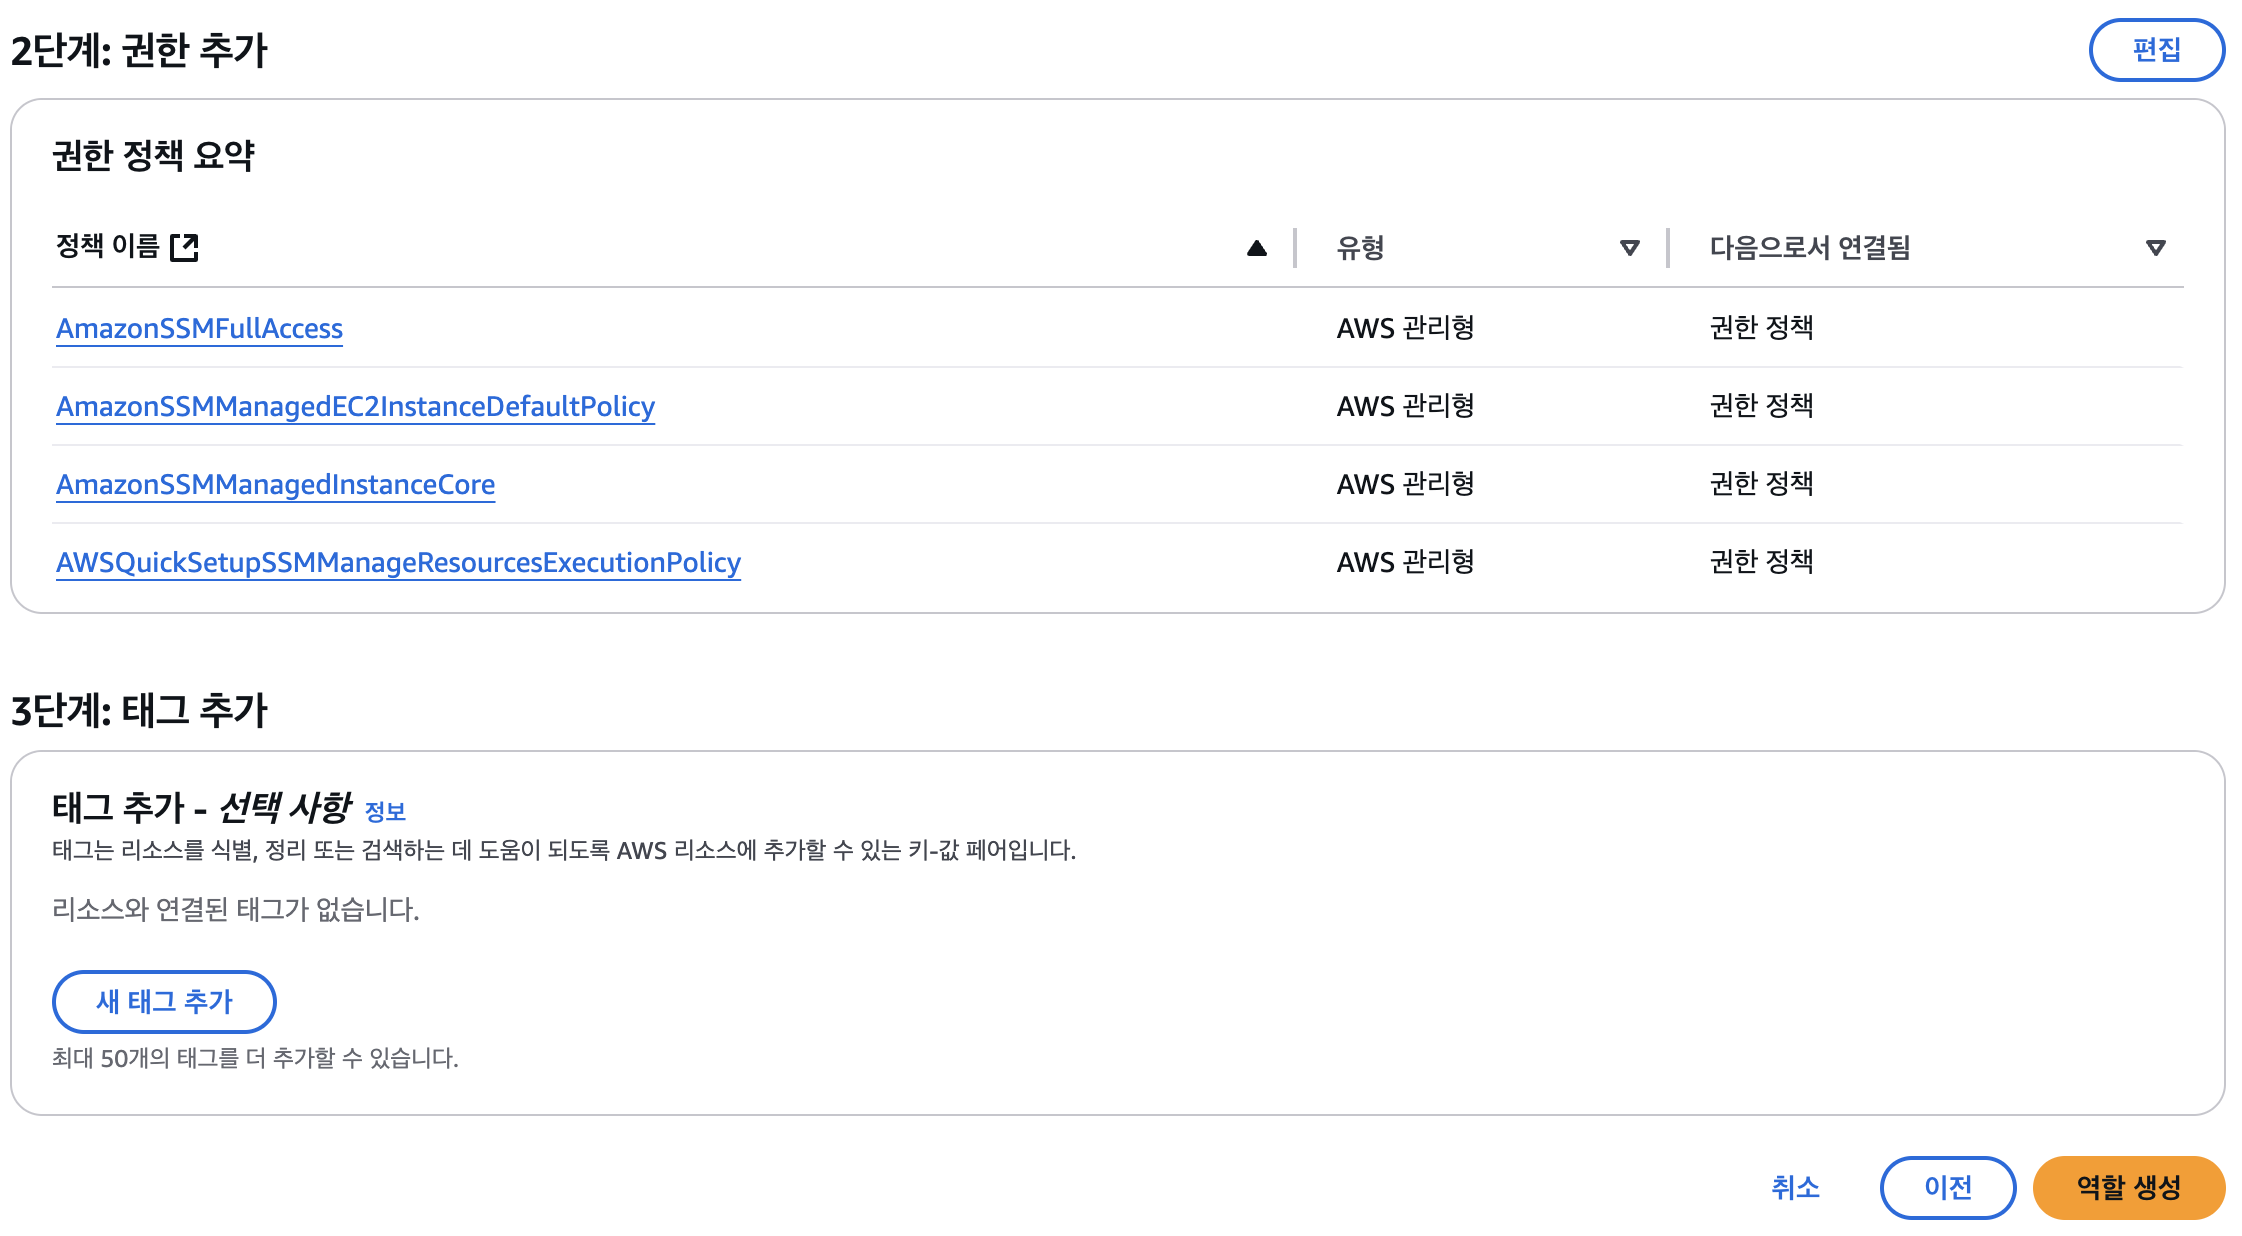 2단계: 권한 추가
편집
권한 정책 요약
정책 이름 유형 다음으로서 연결됨
AmazonSSMFullAccess AWS 관리형 권한 정책
AmazonSSMManagedEC2InstanceDefaultPolicy AWS 관리형 권한 정책
AmazonSSMManagedInstanceCore AWS 관리형 권한 정책
AWSQuickSetupSSMManageResourcesExecutionPolicy AWS 관리형 권한 정책
3단계: 태그 추가
태그 추가 - 선택 사항 정보
태그는 리소스를 식별, 정리 또는 검색하는 데 도움이 되도록 AWS 리소스에 추가할 수 있는 키-값 페어입니다.
리소스와 연결된 태그가 없습니다.
새 태그 추가
최대 50개의 태그를 더 추가할 수 있습니다.
취소 이전 역할 생성